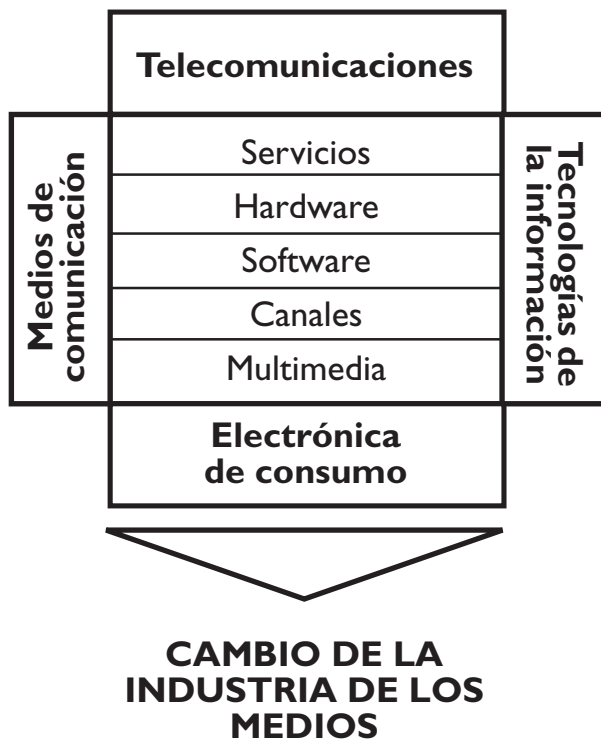 Telecomunicaciones
Medios de
comunicación
Servicios
Hardware
Software
Canales
Multimedia
Tecnologías de
la información
Electrónica
de consumo
CAMBIO DE LA
INDUSTRIA DE LOS
MEDIOS